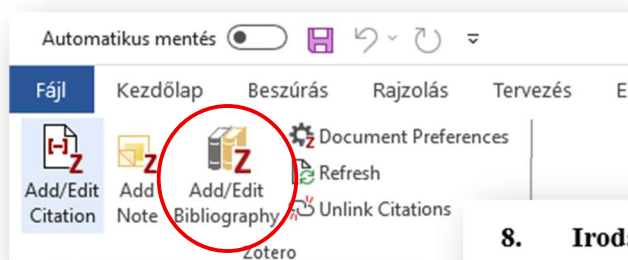 Automatikus mentés
Fájl Kezdőlap Beszúrás Rajzolás Tervezés E
Document Preferences
Refresh
Unlink Citations
Add/Edit Citation
Add Note
Add/Edit Bibliography
Zotero
8. Irod